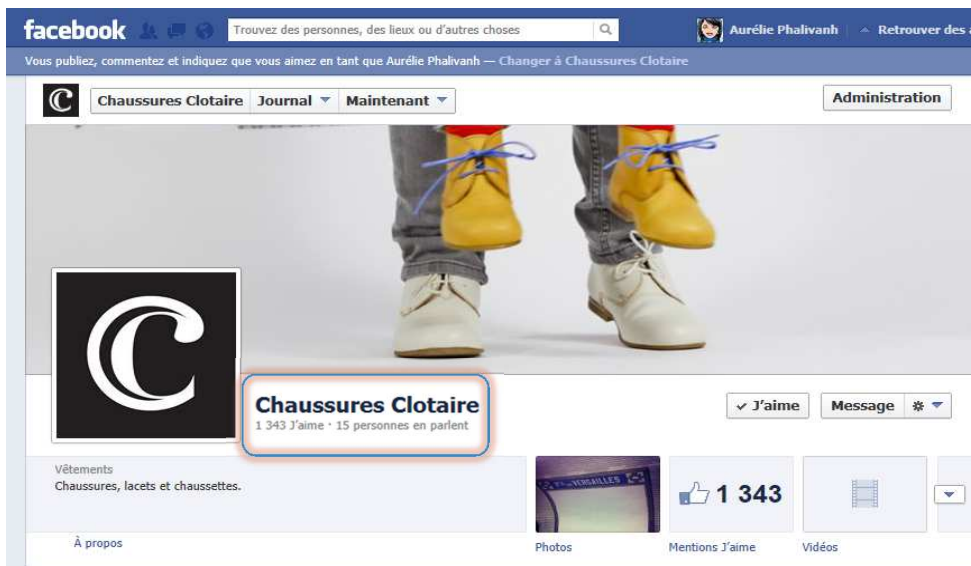 facebook
Trouvez des personnes, des lieux ou d'autres choses
Aurélie Phalivanh
Retrouver des
Vous publiez, commentez et indiquez que vous aimez en tant que Aurélie Phalivanh — Changer à Chaussures Clotaire
Chaussures Clotaire Journal Maintenant
Administration
Chaussures Clotaire
1 343 J'aime · 15 personnes en parlent
J'aime
Message
Vêtements
Chaussures, lacets et chaussettes.
VERSAILLES
1 343
À propos
Photos
Mentions J'aime
Vidéos